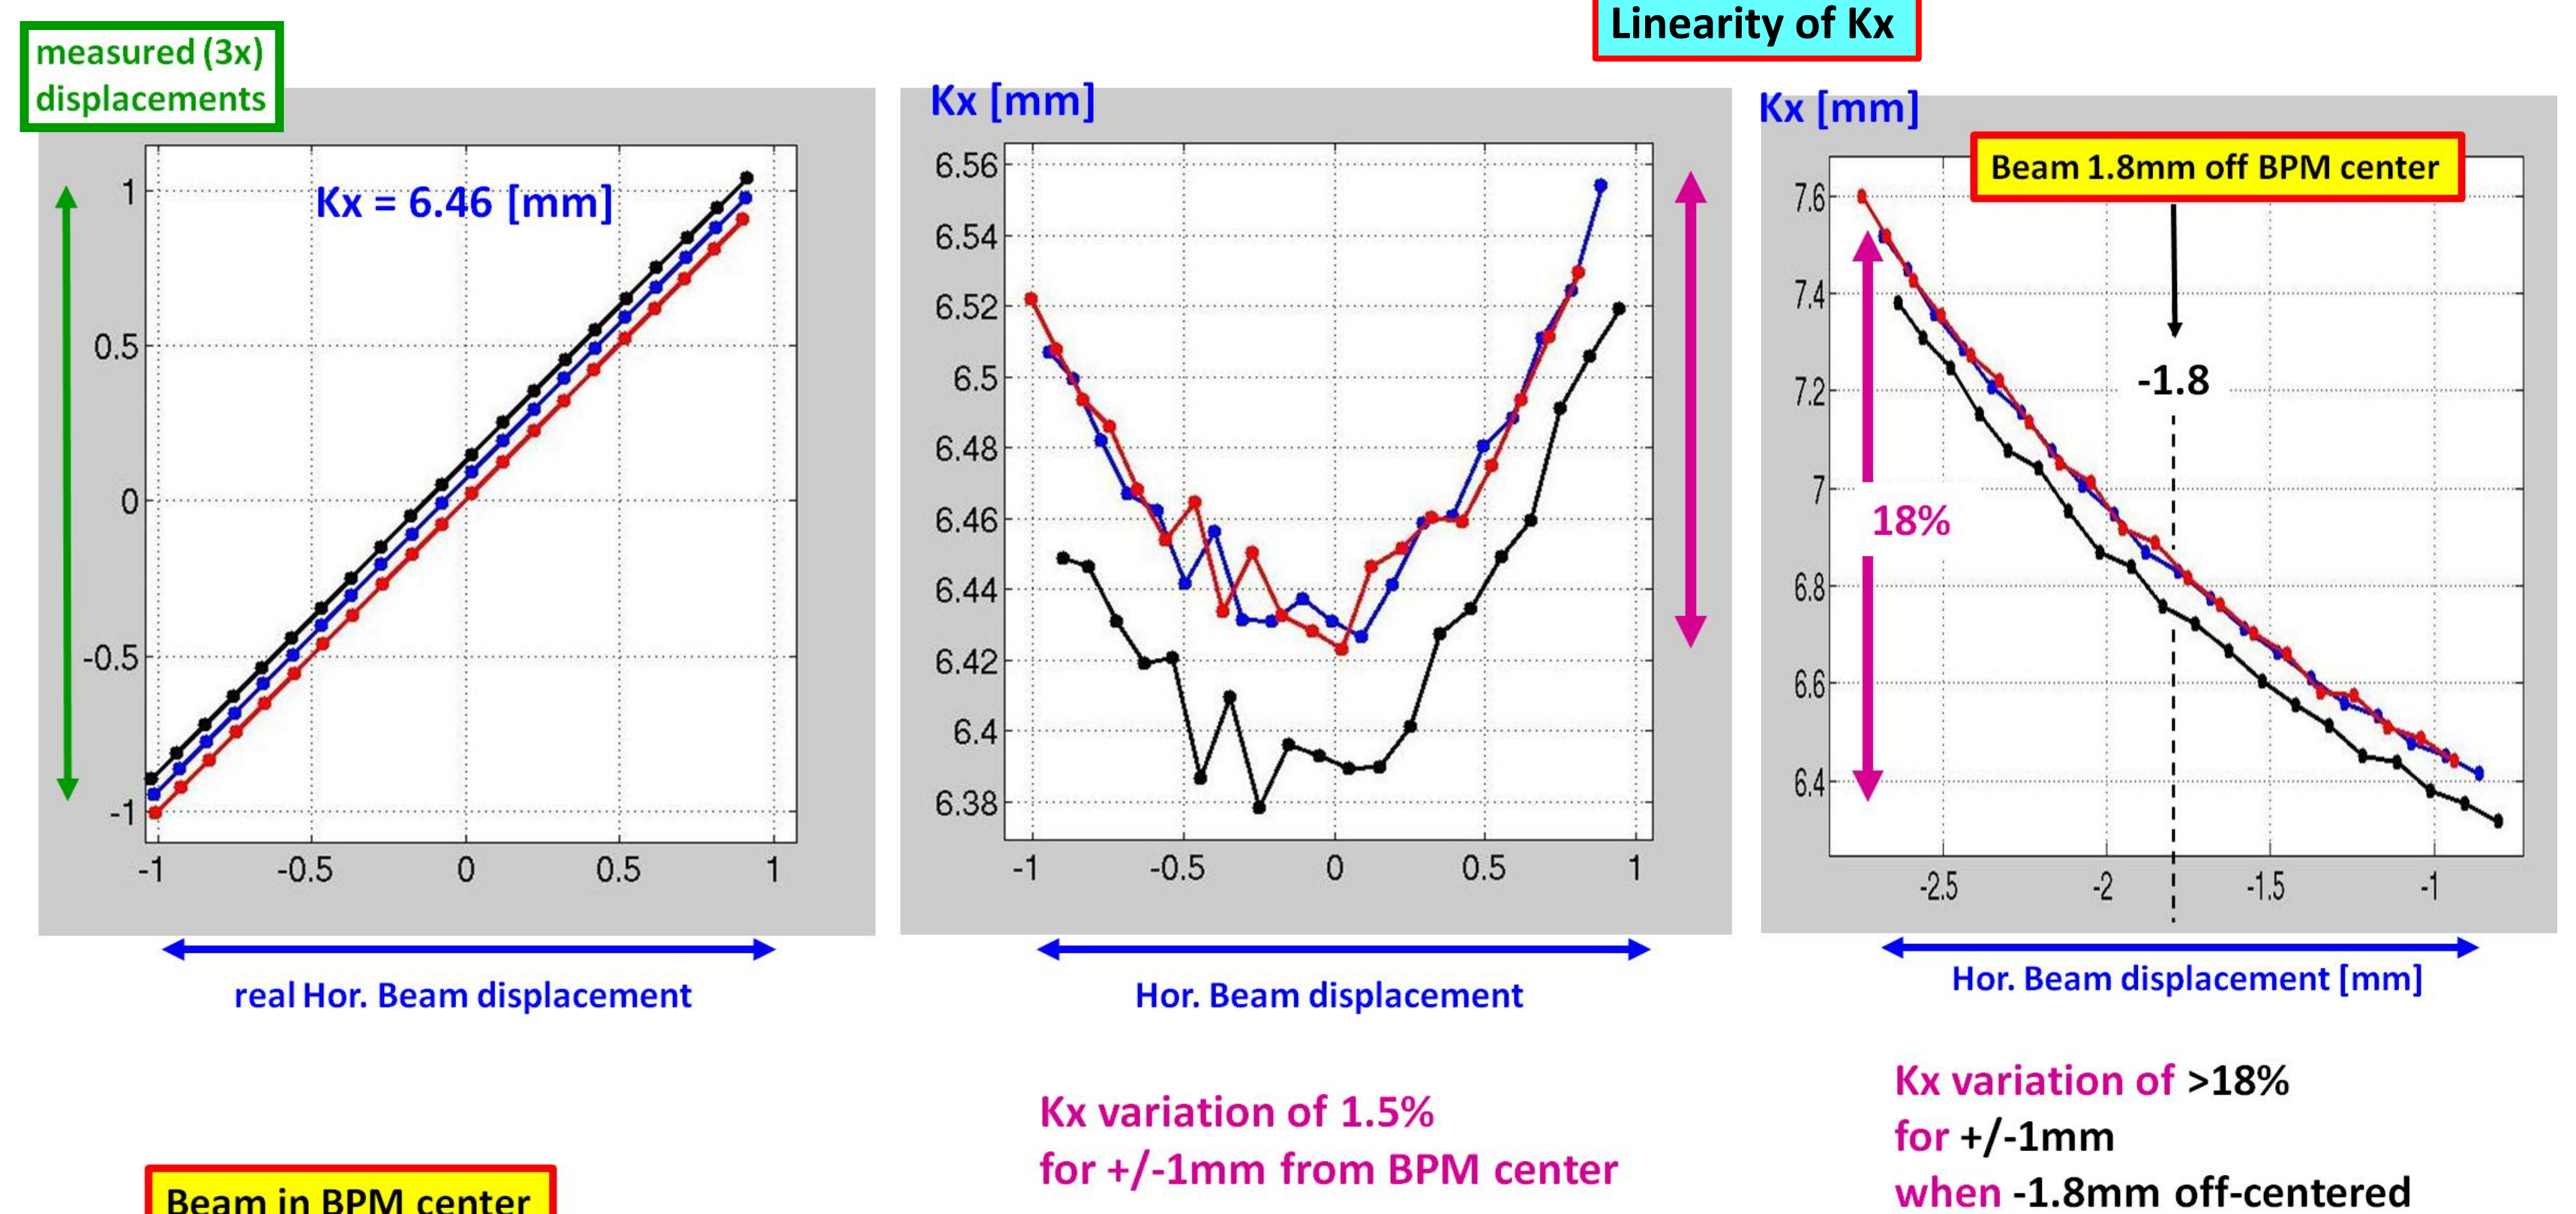 Linearity of Kx
measured (3x)
displacements
Kx = 6.46 [mm]
1
0.5
0
-0.5
-1
-1
-0.5
0
0.5
1
real Hor. Beam displacement
Beam in BPM center
Kx [mm]
6.56
6.54
6.52
6.5
6.48
6.46
6.44
6.42
6.4
6.38
-1
-0.5
0
0.5
1
Hor. Beam displacement
Kx variation of 1.5%
for +/-1mm from BPM center
Kx [mm]
Beam 1.8mm off BPM center
-1.8
18%
7.6
7.4
7.2
7
6.8
6.6
6.4
-2.5
-2
-1.5
-1
Hor. Beam displacement [mm]
Kx variation of >18%
for +/-1mm
when -1.8mm off-centered